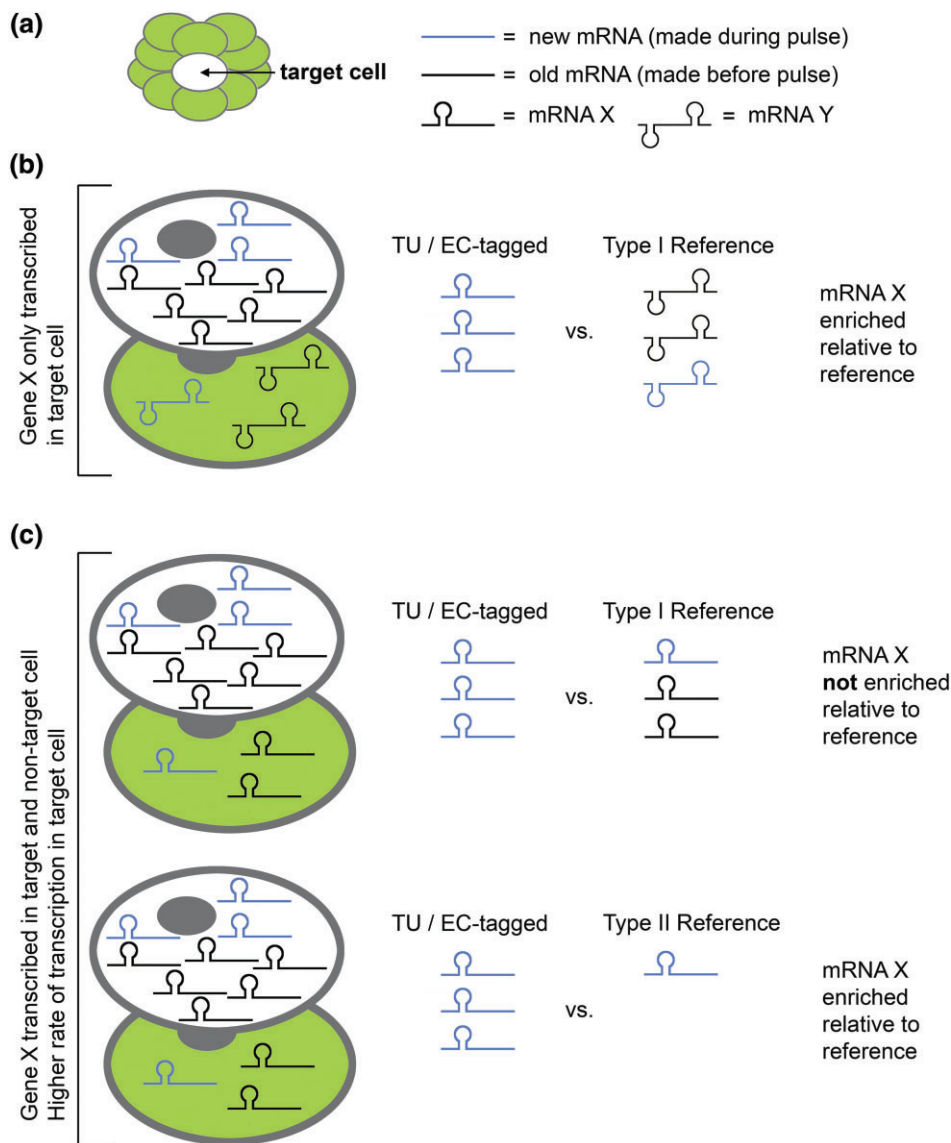 (a)
target cell
= new mRNA (made during pulse)
= old mRNA (made before pulse)
= mRNA X
= mRNA Y
(b)
Gene X only transcribed
in target cell
TU / EC-tagged
vs.
Type I Reference
mRNA X
enriched
relative to
reference
(c)
Gene X transcribed in target and non-target cell
Higher rate of transcription in target cell
TU / EC-tagged
vs.
Type I Reference
mRNA X
not enriched
relative to
reference
TU / EC-tagged
vs.
Type II Reference
mRNA X
enriched
relative to
reference